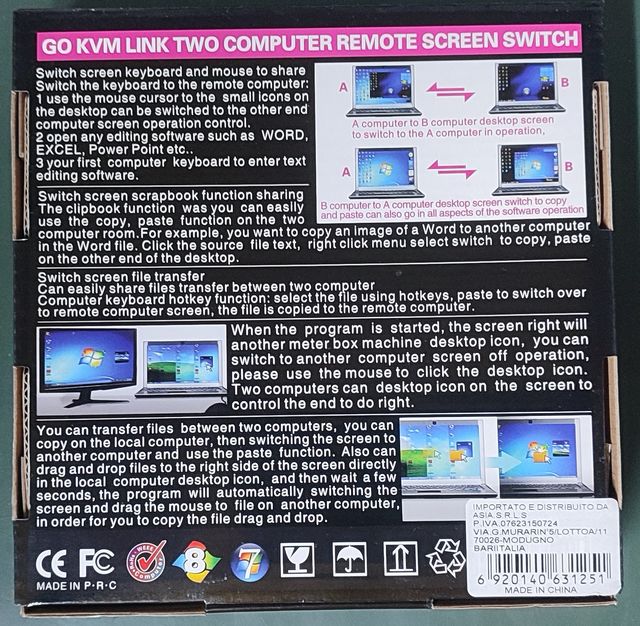 GO KVM LINK TWO COMPUTER REMOTE SCREEN SWITCH
Switch screen keyboard and mouse to share
Switch the keyboard to the remote computer:
1 use the mouse cursor to the small icons on
the desktop can be switched to the other end
computer screen operation control.
2 open any editing software such as WORD,
EXCEL, Power Point etc..
3 your first computer keyboard to enter text
editing software.
A
B
A computer to B computer desktop screen
to switch to the A computer in operation,
A
B
B computer to A computer desktop screen switch to copy
and paste can also go in all aspects of the software operation
Switch screen scrapbook function sharing
The clipbook function was you can easily
use the copy, paste function on the two
computer room.For example, you want to copy an image of a Word to another computer
in the Word file. Click the source file text, right click menu select switch to copy, paste
on the other end of the desktop.
Switch screen file transfer
Can easily share files transfer between two computer
Computer keyboard hotkey function: select the file using hotkeys, paste to switch over
to remote computer screen, the file is copied to the remote computer.
When the program is started, the screen right will
another meter box machine desktop icon, you can
switch to another computer screen off operation,
please use the mouse to click the desktop icon.
Two computers can desktop icon on the screen to
control the end to do right.
You can transfer files between two computers, you can
copy on the local computer, then switching the screen to
another computer and use the paste function. Also can
drag and drop files to the right side of the screen directly
in the local computer desktop icon, and then wait a few
seconds, the program will automatically switching the
screen and drag the mouse to file on another computer,
in order for you to copy the file drag and drop.
CE FC
WEEE
computer
8
7
MADE IN P·R·C
IMPORTATO E DISTRIBUITO DA
ASIA.S.R.L.S
P.IVA.07623150724
VIA.G.MURARIN'5/LOTTOA/11
70026-MODUGNO
BARIITALIA
6 920140 631251
MADE IN CHINA